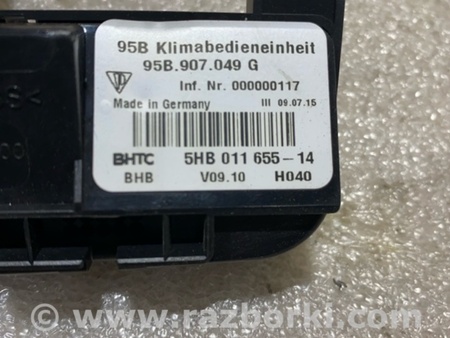 95B Klimabedieneinheit
95B.907.049 G
Inf. Nr. 000000117
Made in Germany III 09.07.15
BHTC 5HB 011 655-14
BHB V09.10 H040
S<
00
www.razborki.com